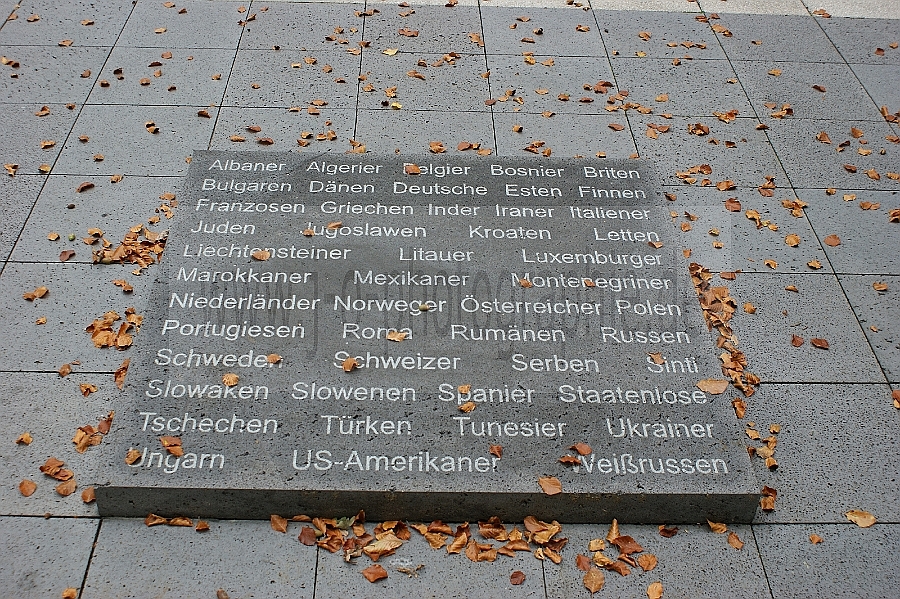 Albaner Algerier Belgier Bosnier Briten
Bulgaren Dänen Deutsche Esten Finnen
Franzosen Griechen Inder Iraner Italiener
Juden Jugoslawen Kroaten Letten
Liechtensteiner Litauer Luxemburger
Marokkaner Mexikaner Montenegriner
Niederländer Norweger Österreicher Polen
Portugiesen Roma Rumänen Russen
Schweden Schweizer Serben Sinti
Slowaken Slowenen Spanier Staatenlose
Tschechen Türken Tunesier Ukrainer
Ungarn US-Amerikaner Weißrussen